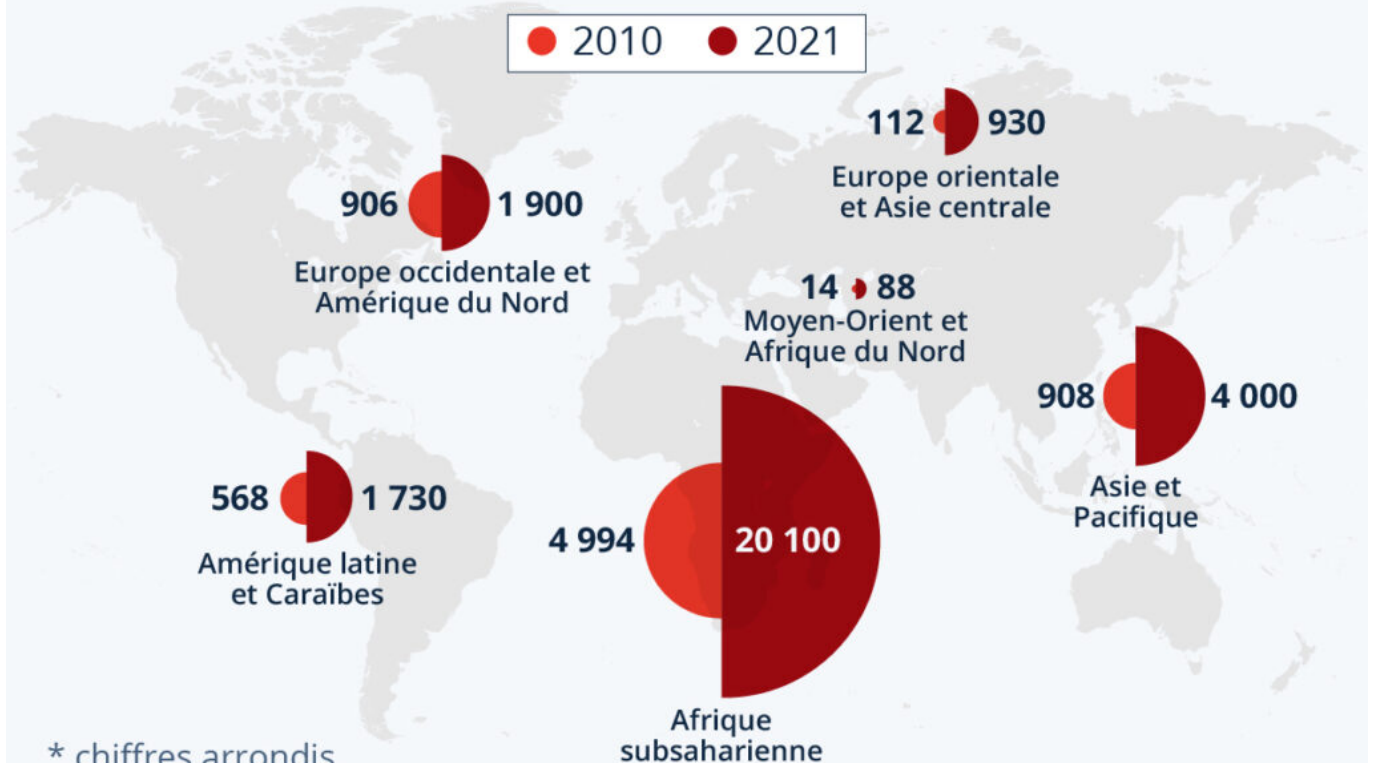 2010 2021
112 930
Europe orientale
et Asie centrale
906 1 900
Europe occidentale et
Amérique du Nord
14 88
Moyen-Orient et
Afrique du Nord
908 4 000
Asie et
Pacifique
568 1 730
Amérique latine
et Caraïbes
4 994 20 100
Afrique
subsaharienne
* chiffres arrondis